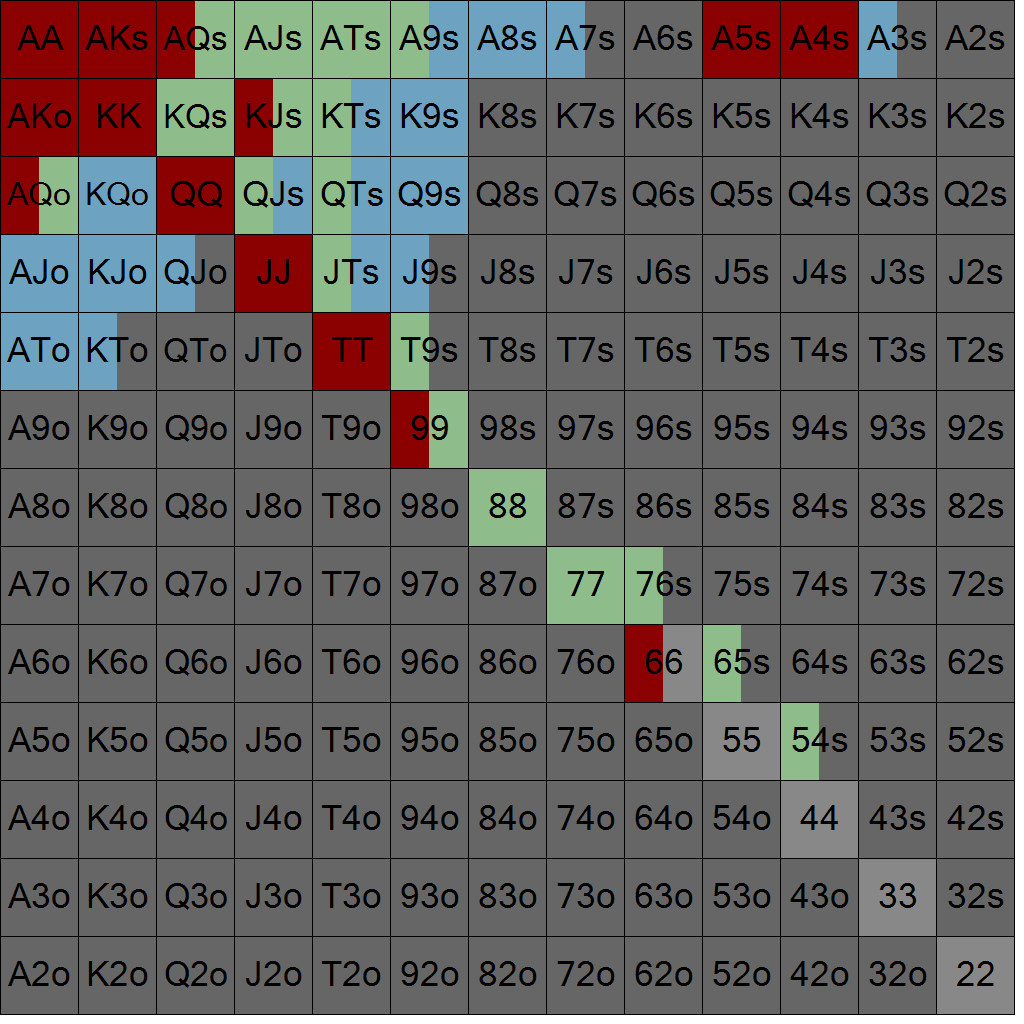 AA AKs AQs AJs ATs A9s A8s A7s A6s A5s A4s A3s A2s
AKo KK KQs KJs KTs K9s K8s K7s K6s K5s K4s K3s K2s
AQo KQo QQ QJs QTs Q9s Q8s Q7s Q6s Q5s Q4s Q3s Q2s
AJo KJo QJo JJ JTs J9s J8s J7s J6s J5s J4s J3s J2s
ATo KTo QTo JTo TT T9s T8s T7s T6s T5s T4s T3s T2s
A9o K9o Q9o J9o T9o 99 98s 97s 96s 95s 94s 93s 92s
A8o K8o Q8o J8o T8o 98o 88 87s 86s 85s 84s 83s 82s
A7o K7o Q7o J7o T7o 97o 87o 77 76s 75s 74s 73s 72s
A6o K6o Q6o J6o T6o 96o 86o 76o 66 65s 64s 63s 62s
A5o K5o Q5o J5o T5o 95o 85o 75o 65o 55 54s 53s 52s
A4o K4o Q4o J4o T4o 94o 84o 74o 64o 54o 44 43s 42s
A3o K3o Q3o J3o T3o 93o 83o 73o 63o 53o 43o 33 32s
A2o K2o Q2o J2o T2o 92o 82o 72o 62o 52o 42o 32o 22